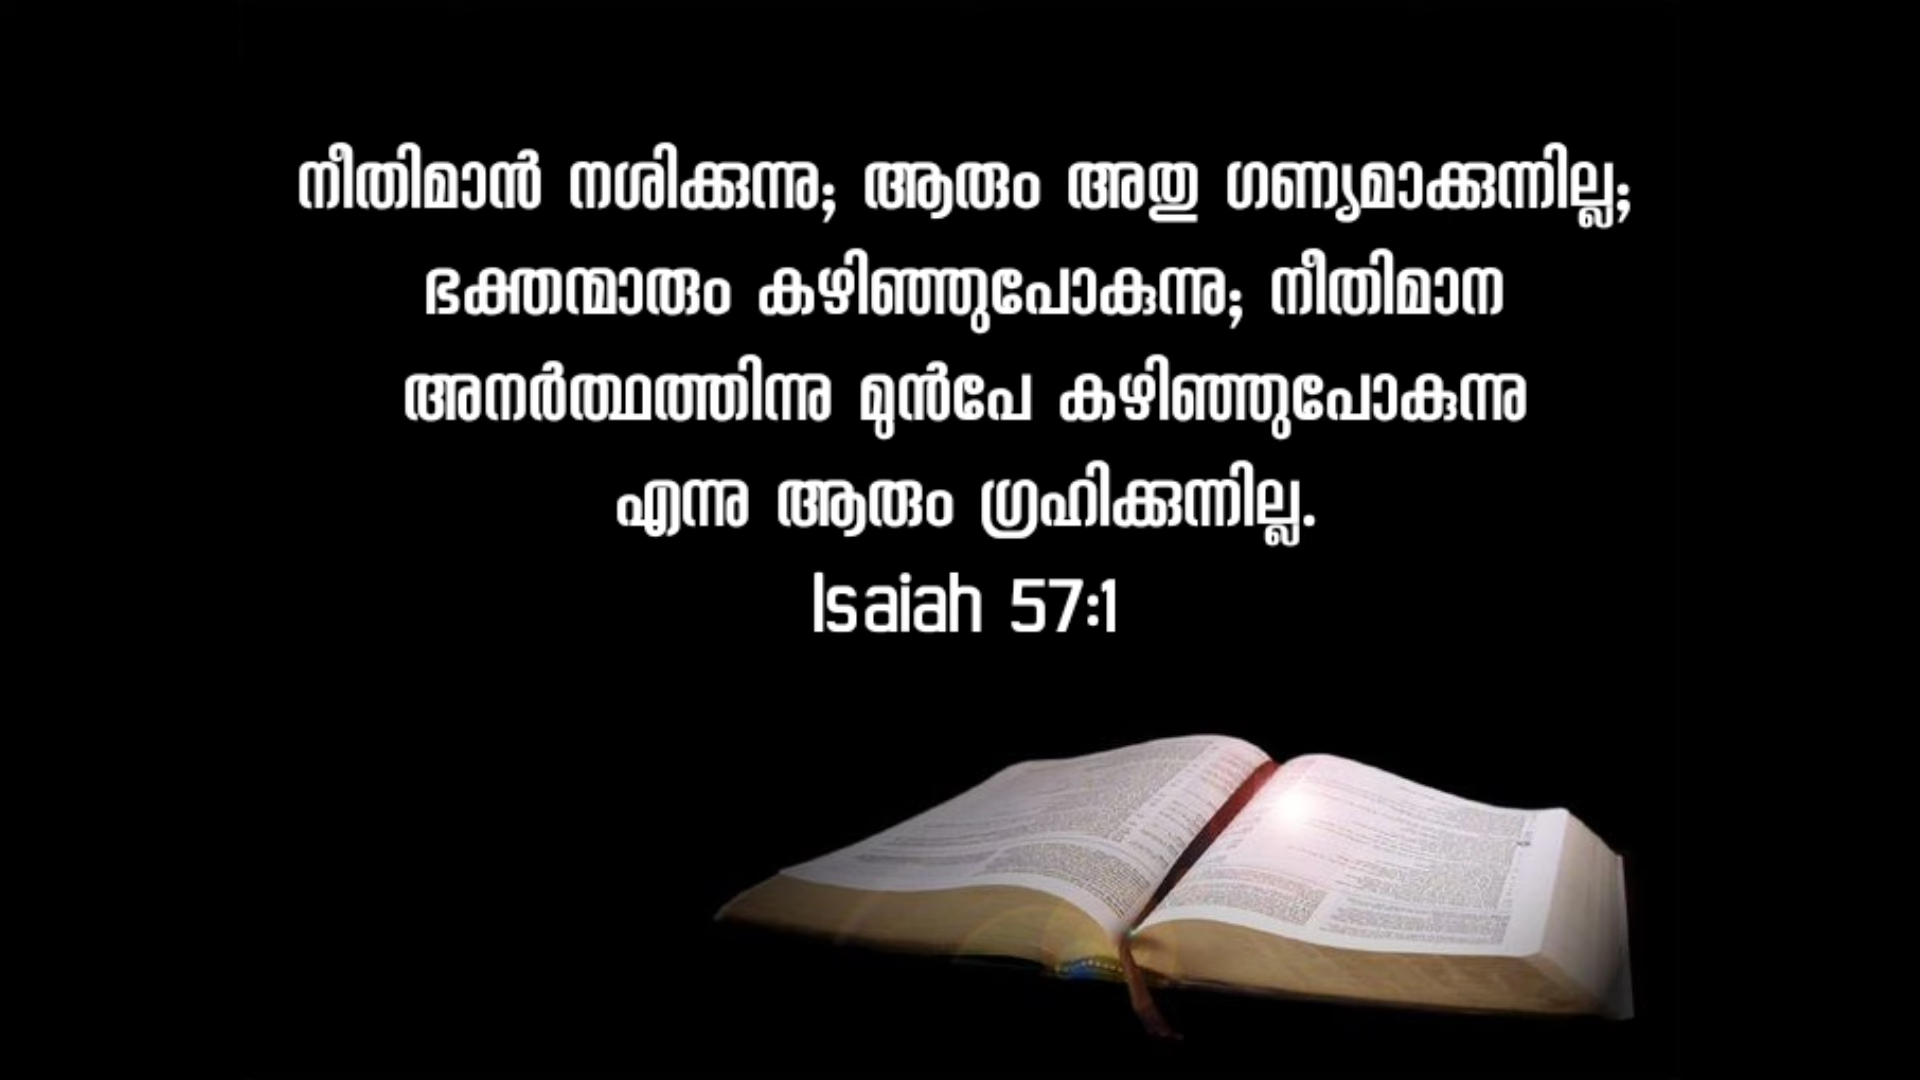 നീതിമാൻ നശിക്കുന്നു; ആരും അതു ഗണ്യമാക്കുന്നില്ല;
ഭക്തന്മാരും കഴിഞ്ഞുപോകുന്നു; നീതിമാന
അനർത്ഥത്തിന്നു മുൻപേ കഴിഞ്ഞുപോകുന്നു
എന്നു ആരും ഗ്രഹിക്കുന്നില്ല.
Isaiah 57:1